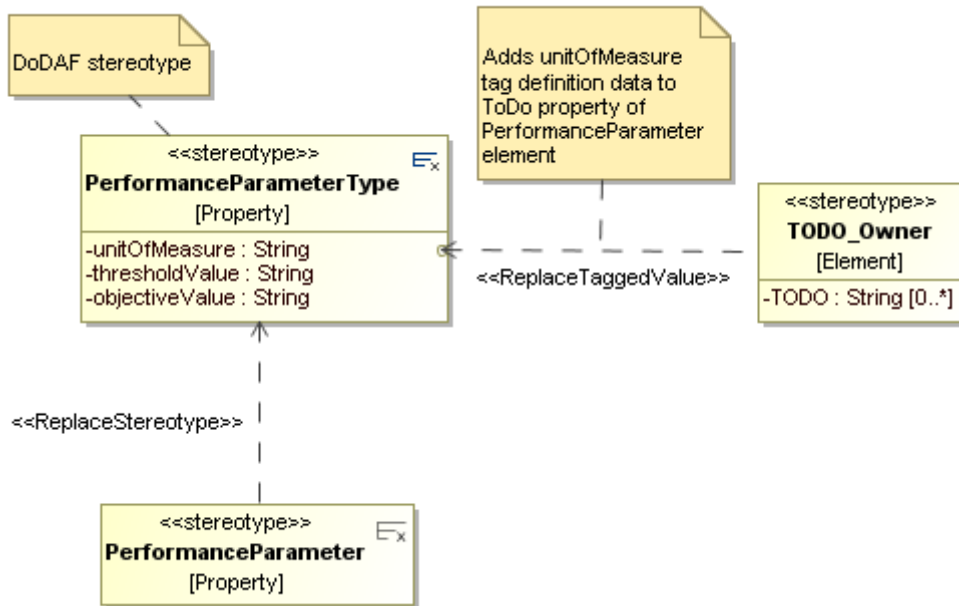 DoDAF stereotype
Adds unitOfMeasure
tag definition data to
ToDo property of
PerformanceParameter
element
<<stereotype>>
PerformanceParameterType
[Property]
-unitOfMeasure : String
-thresholdValue : String
-objectiveValue : String
<<ReplaceTaggedValue>>
<<stereotype>>
TODO_Owner
[Element]
-TODO : String [0..*]
<<ReplaceStereotype>>
<<stereotype>>
PerformanceParameter
[Property]